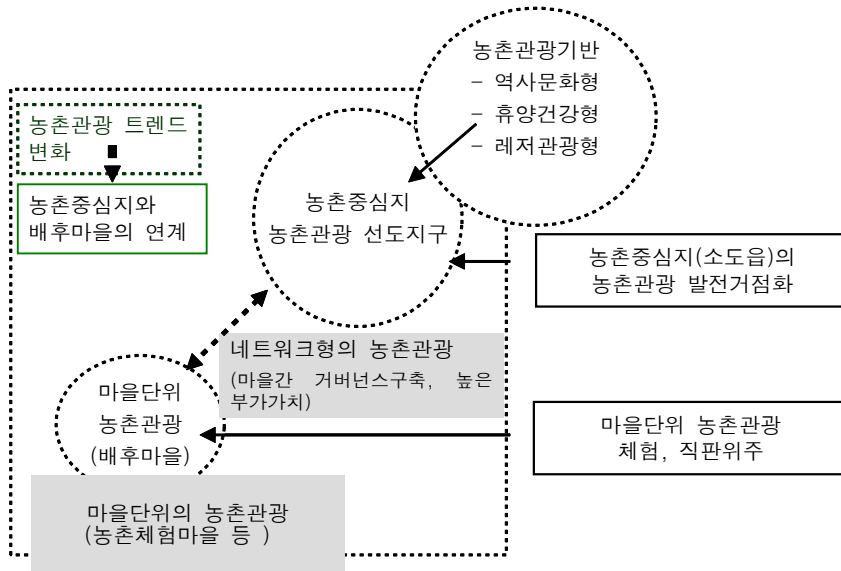 농촌관광기반
- 역사문화형
- 휴양건강형
- 레저관광형
농촌관광 트렌드
변화
농촌중심지와
배후마을의 연계
농촌중심지
농촌관광 선도지구
농촌중심지(소도읍)의
농촌관광 발전거점화
네트워크형의 농촌관광
(마을간 거버넌스구축, 높은
부가가치)
마을단위
농촌관광
(배후마을)
마을단위 농촌관광
체험, 직판위주
마을단위의 농촌관광
(농촌체험마을 등 )